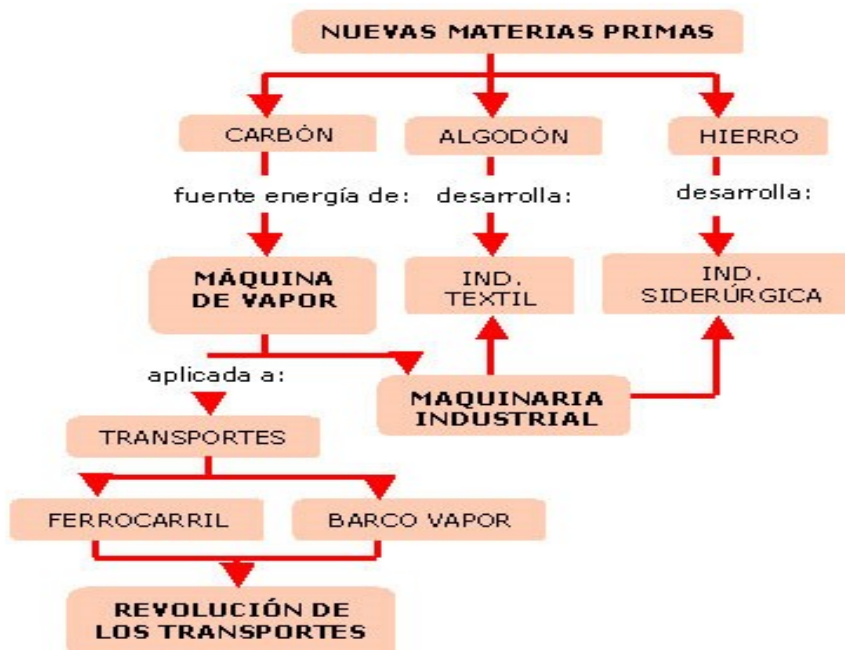 NUEVAS MATERIAS PRIMAS
CARBÓN
ALGODÓN
HIERRO
fuente energía de:
desarrolla:
desarrolla:
MÁQUINA
DE VAPOR
IND.
TEXTIL
IND.
SIDERÚRGICA
aplicada a:
MAQUINARIA
INDUSTRIAL
TRANSPORTES
FERROCARRIL
BARCO VAPOR
REVOLUCIÓN DE
LOS TRANSPORTES